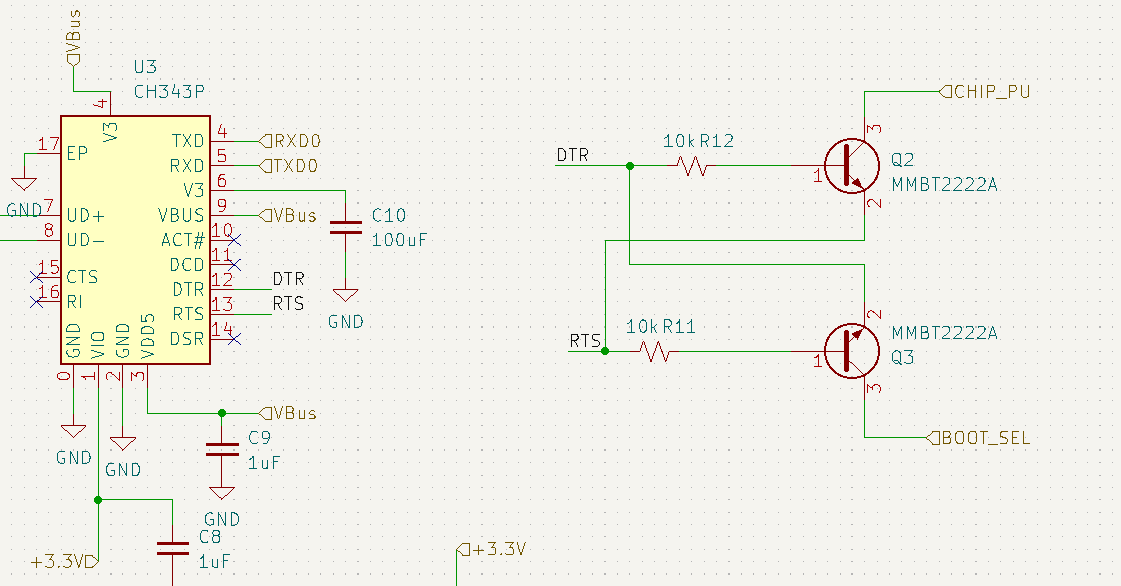 VBus
U3
CH343P
4
V3
17
EP
GND
7
UD+
8
UD-
15
CTS
16
RI
TXD
4
RXD0
RXD
5
TXD0
V3
6
VBUS
9
VBus
ACT#
10
DCD
11
DTR
12
DTR
RTS
13
RTS
DSR
14
GND
VIO
GND
VDD5
0
1
2
3
C10
100uF
GND
VBus
GND
GND
C9
1uF
GND
C8
1uF
+3.3V
+3.3V
CHIP_PU
3
10k R12
DTR
1
Q2
MMBT2222A
2
RTS
10k R11
2
MMBT2222A
1
Q3
3
BOOT_SEL